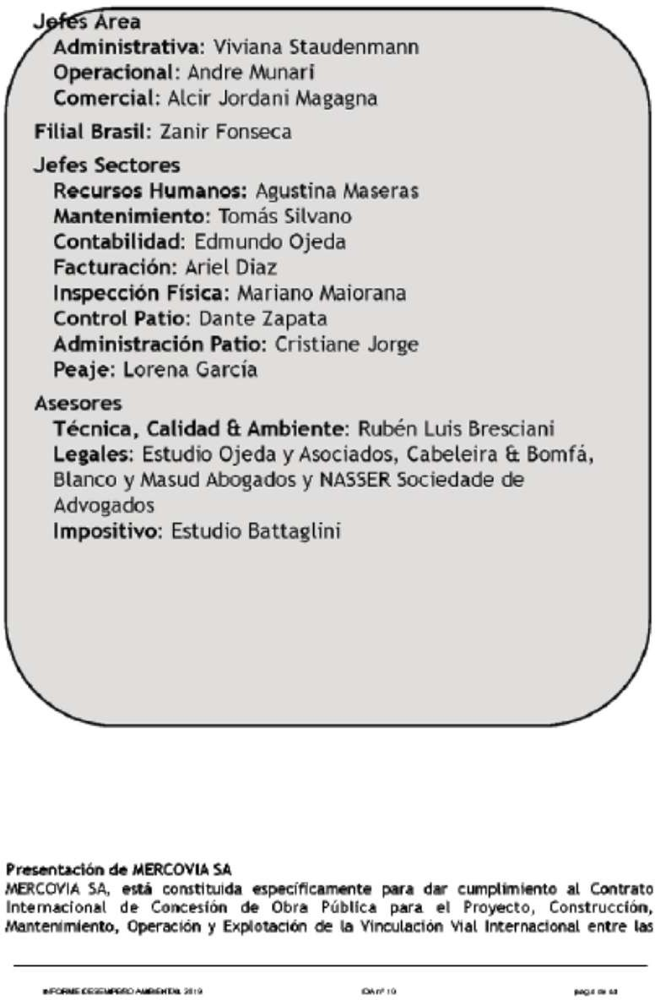 Jefes Área
Administrativa: Viviana Staudenmann
Operacional: Andre Munari
Comercial: Alcir Jordani Magagna
Filial Brasil: Zanir Fonseca
Jefes Sectores
Recursos Humanos: Agustina Maseras
Mantenimiento: Tomás Silvano
Contabilidad: Edmundo Ojeda
Facturación: Ariel Diaz
Inspección Física: Mariano Maiorana
Control Patio: Dante Zapata
Administración Patio: Cristiane Jorge
Peaje: Lorena García
Asesores
Técnica, Calidad & Ambiente: Rubén Luis Bresciani
Legales: Estudio Ojeda y Asociados, Cabeleira & Bomfá,
Blanco y Masud Abogados y NASSER Sociedade de
Advogados
Impositivo: Estudio Battaglini
Presentación de MERCOVIA SA
MERCOVIA SA, está constituida específicamente para dar cumplimiento al Contrato
Internacional de Concesión de Obra Pública para el Proyecto, Construcción,
Mantenimiento, Operación y Explotación de la Vinculación Vial Internacional entre las
INFORME DESEMPEÑO AMBIENTAL 2019
IDA nº 19